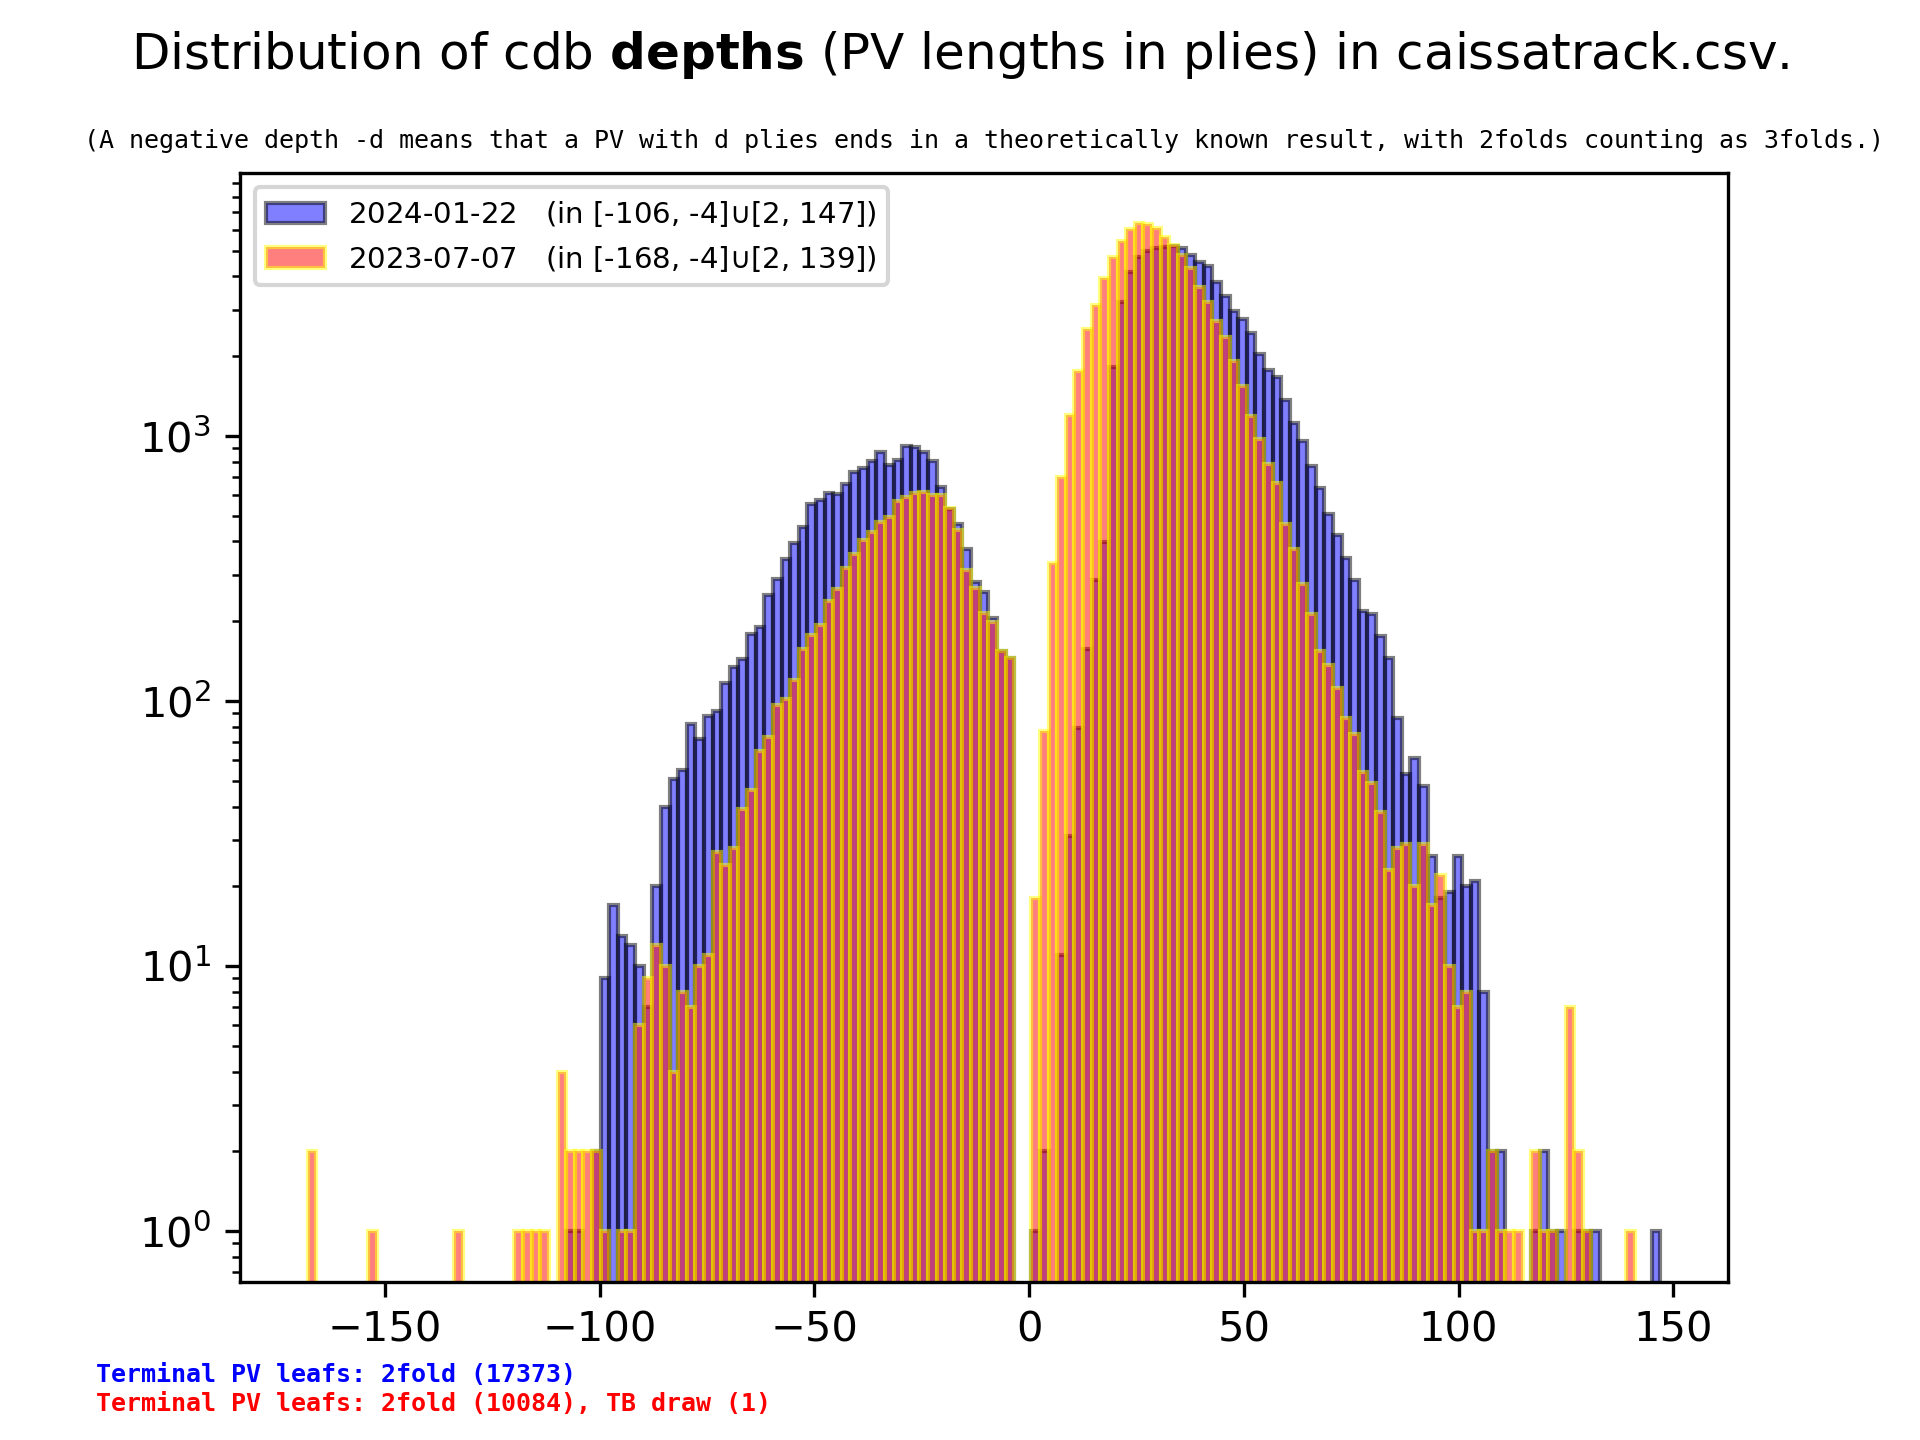 Distribution of cdb depths (PV lengths in plies) in caissatrack.csv.
(A negative depth -d means that a PV with d plies ends in a theoretically known result, with 2folds counting as 3folds.)
2024-01-22 (in [-106, -4]∪[2, 147])
2023-07-07 (in [-168, -4]∪[2, 139])
10³
10²
10¹
10⁰
−150 −100 −50 0 50 100 150
Terminal PV leafs: 2fold (17373)
Terminal PV leafs: 2fold (10084), TB draw (1)